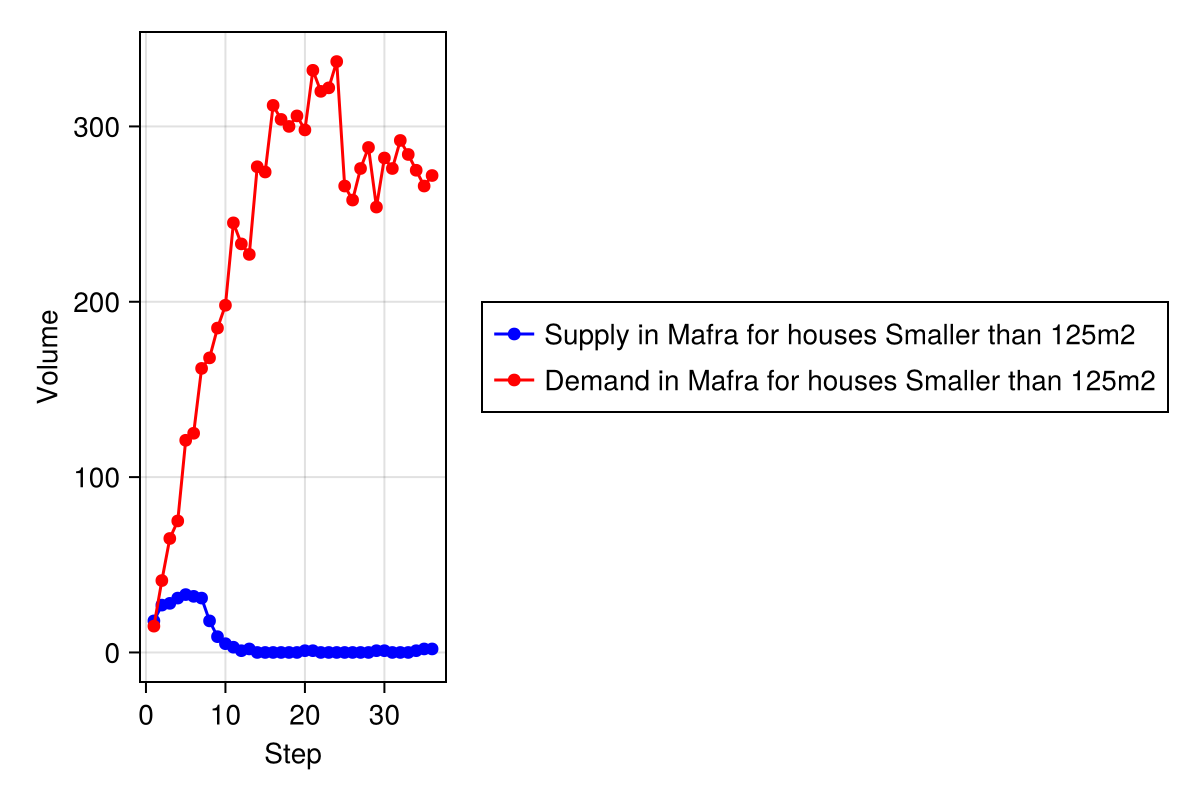 Volume
300
200
100
0
0 10 20 30
Step
Supply in Mafra for houses Smaller than 125m2
Demand in Mafra for houses Smaller than 125m2